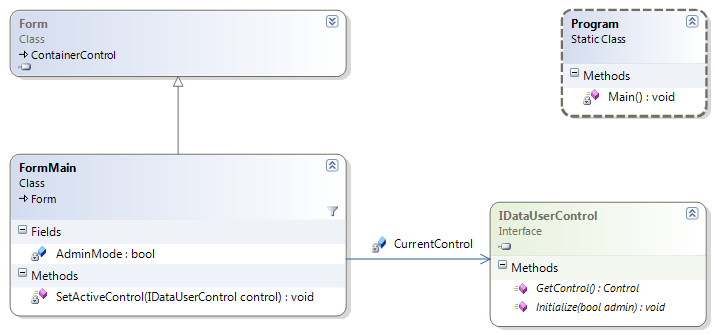 Form
Class
ContainerControl
Program
Static Class
Methods
Main() : void
FormMain
Class
Form
Fields
AdminMode : bool
Methods
SetActiveControl(IDataUserControl control) : void
CurrentControl
IDataUserControl
Interface
Methods
GetControl() : Control
Initialize(bool admin) : void